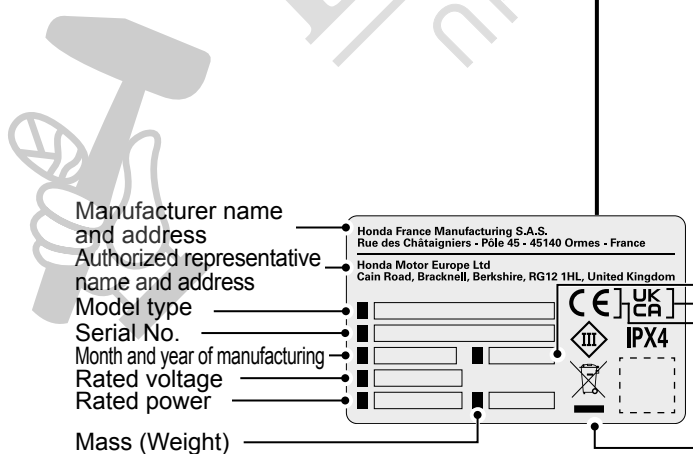 Manufacturer name
and address
Authorized representative
name and address
Model type
Serial No.
Month and year of manufacturing
Rated voltage
Rated power
Mass (Weight)
Honda France Manufacturing S.A.S.
Rue des Châtaigniers - Pôle 45 - 45140 Ormes - France
Honda Motor Europe Ltd
Cain Road, Bracknell, Berkshire, RG12 1HL, United Kingdom
CE UK
CA
III IPX4